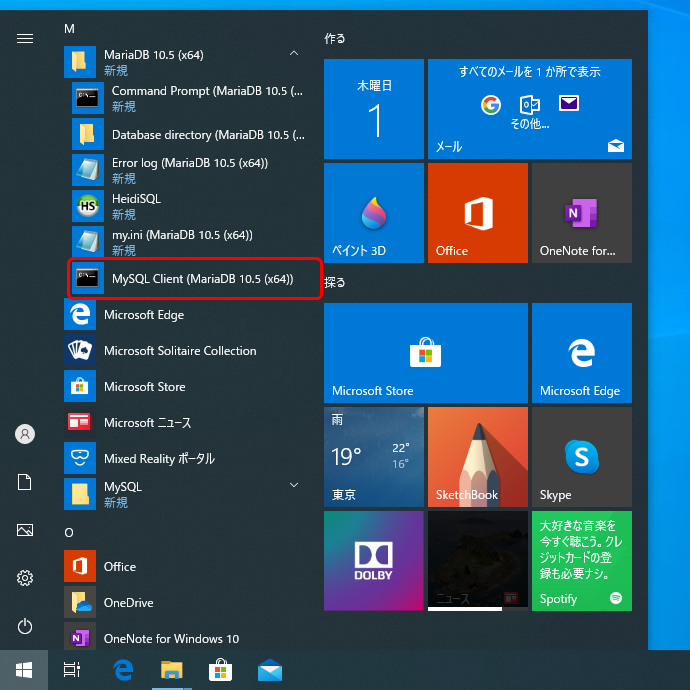 M
MariaDB 10.5 (x64)
新規
Command Prompt (MariaDB 10.5 (...
新規
Database directory (MariaDB 10.5 (...
Error log (MariaDB 10.5 (x64))
新規
HS
HeidiSQL
新規
my.ini (MariaDB 10.5 (x64))
新規
MySQL Client (MariaDB 10.5 (x64))
Microsoft Edge
Microsoft Solitaire Collection
Microsoft Store
Microsoft ニュース
Mixed Reality ポータル
MySQL
新規
O
Office
OneDrive
OneNote for Windows 10
作る
木曜日
1
すべてのメールを 1 か所で表示
その他...
メール
ペイント 3D
Office
OneNote for...
探る
Microsoft Store
Microsoft Edge
雨
19°
22°
16°
東京
SketchBook
Skype
DOLBY
ニュース
大好きな音楽を
今すぐ聴こう。クレ
ジットカードの登
録も必要ナシ。
Spotify